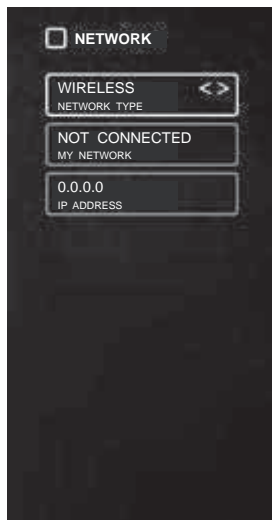 NETWORK
WIRELESS
NETWORK TYPE
NOT CONNECTED
MY NETWORK
0.0.0.0
IP ADDRESS